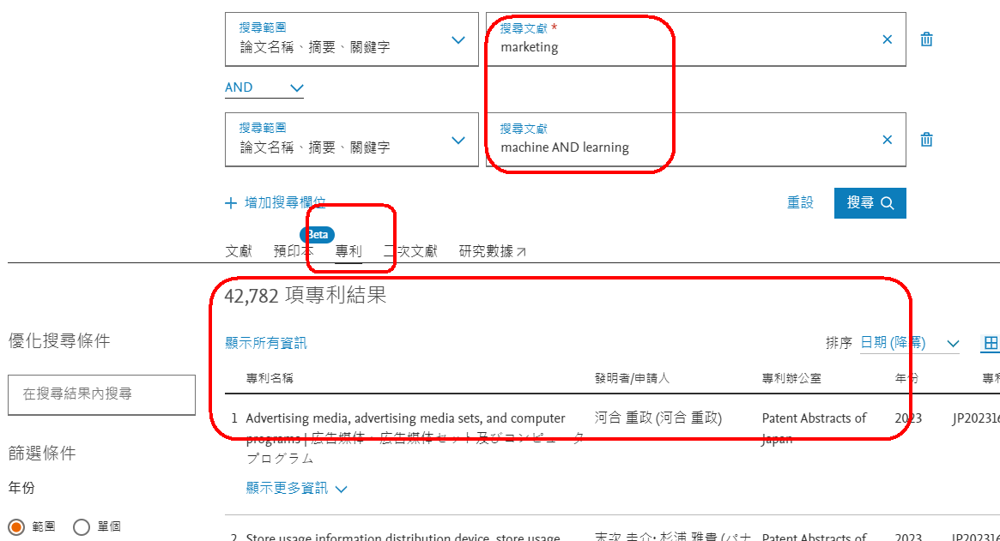 搜尋範圍
論文名稱、摘要、關鍵字
搜尋文獻 *
marketing
AND
搜尋範圍
論文名稱、摘要、關鍵字
搜尋文獻
machine AND learning
+ 增加搜尋欄位
重設
搜尋
Beta
文獻 預印本 專利 二次文獻 研究數據
42,782 項專利結果
優化搜尋條件
顯示所有資訊
排序 日期 (降冪)
專利名稱 發明者/申請人 專利辦公室 年份 專利
在搜尋結果內搜尋
1 Advertising media, advertising media sets, and computer 河合 重政 (河合 重政) Patent Abstracts of 2023 JP202316
programs | 広告媒体、広告媒体セット及びコンピュータ Japan
プログラム
篩選條件
年份
顯示更多資訊
範圍 單個
2 Store usage information distribution device, store usage 末次 圭介; 杉浦 雅貴 (パナ Patent Abstracts of 2023 JP202316